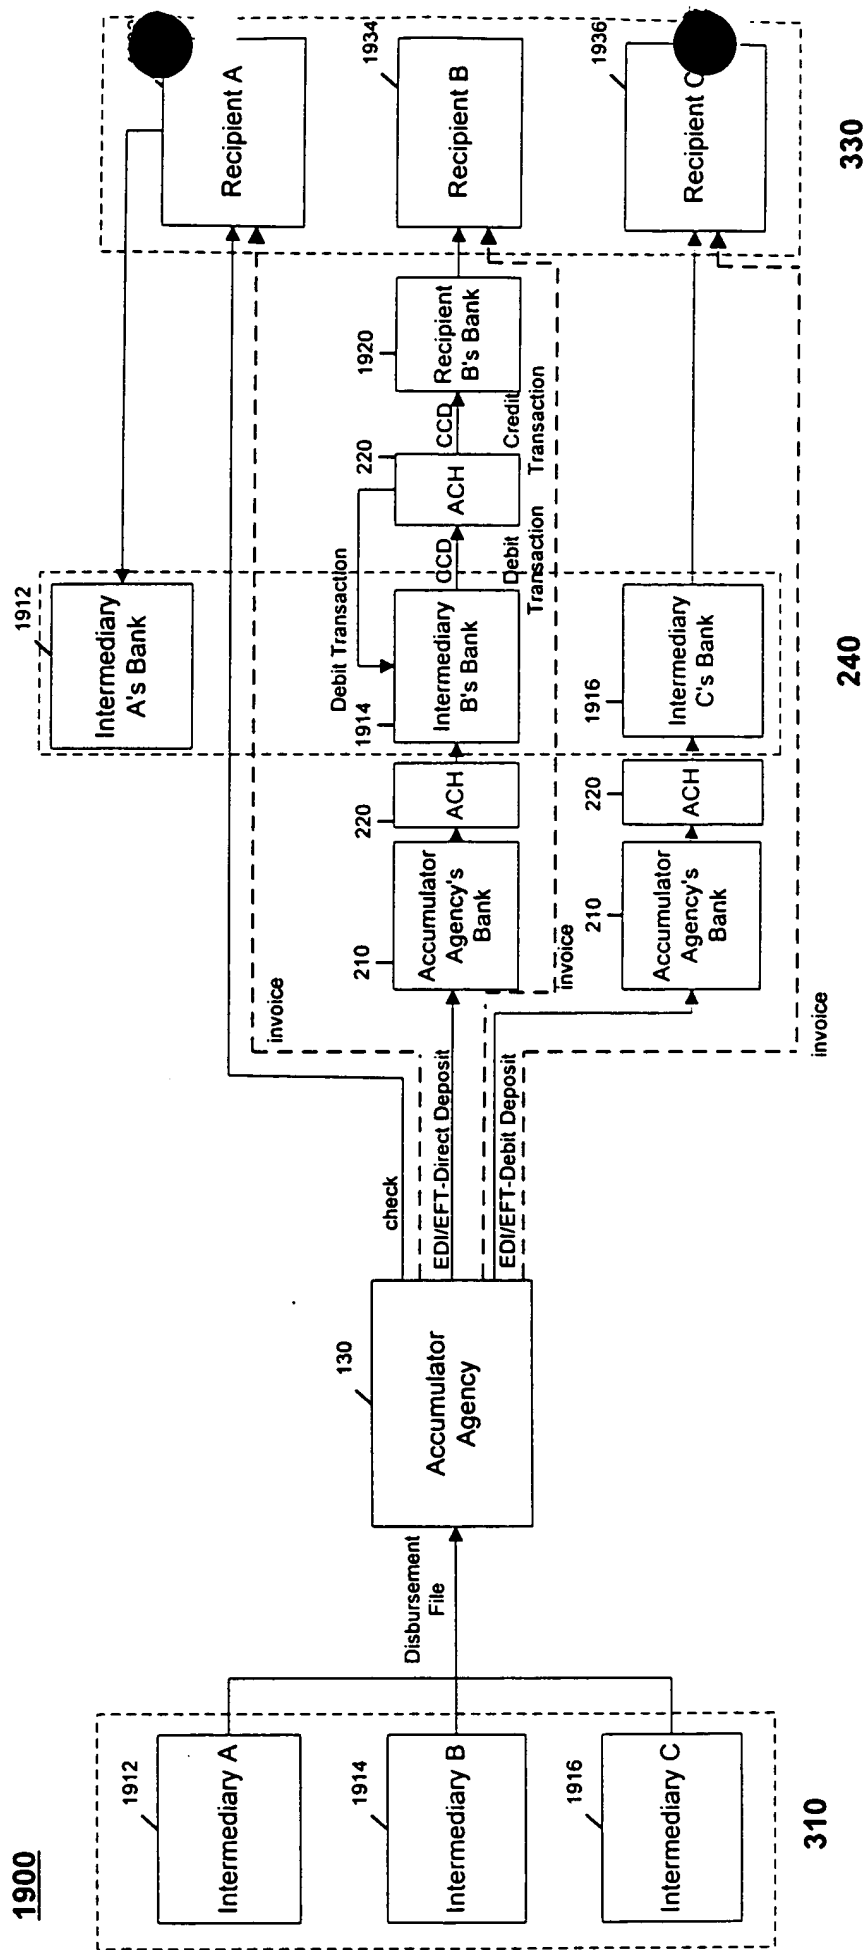 1900
1912
Intermediary A
1914
Intermediary B
1916
Intermediary C
310
Disbursement
File
130
Accumulator
Agency
check
EDI/EFT-Direct Deposit
EDI/EFT-Debit Deposit
invoice
invoice
invoice
210
Accumulator
Agency's
Bank
220
ACH
1914
Intermediary
B's Bank
Debit Transaction
CCD
Debit
Transaction
220
ACH
CCD
Credit
Transaction
1920
Recipient
B's Bank
210
Accumulator
Agency's
Bank
220
ACH
1916
Intermediary
C's Bank
1912
Intermediary
A's Bank
240
Recipient A
1934
Recipient B
1936
Recipient C
330